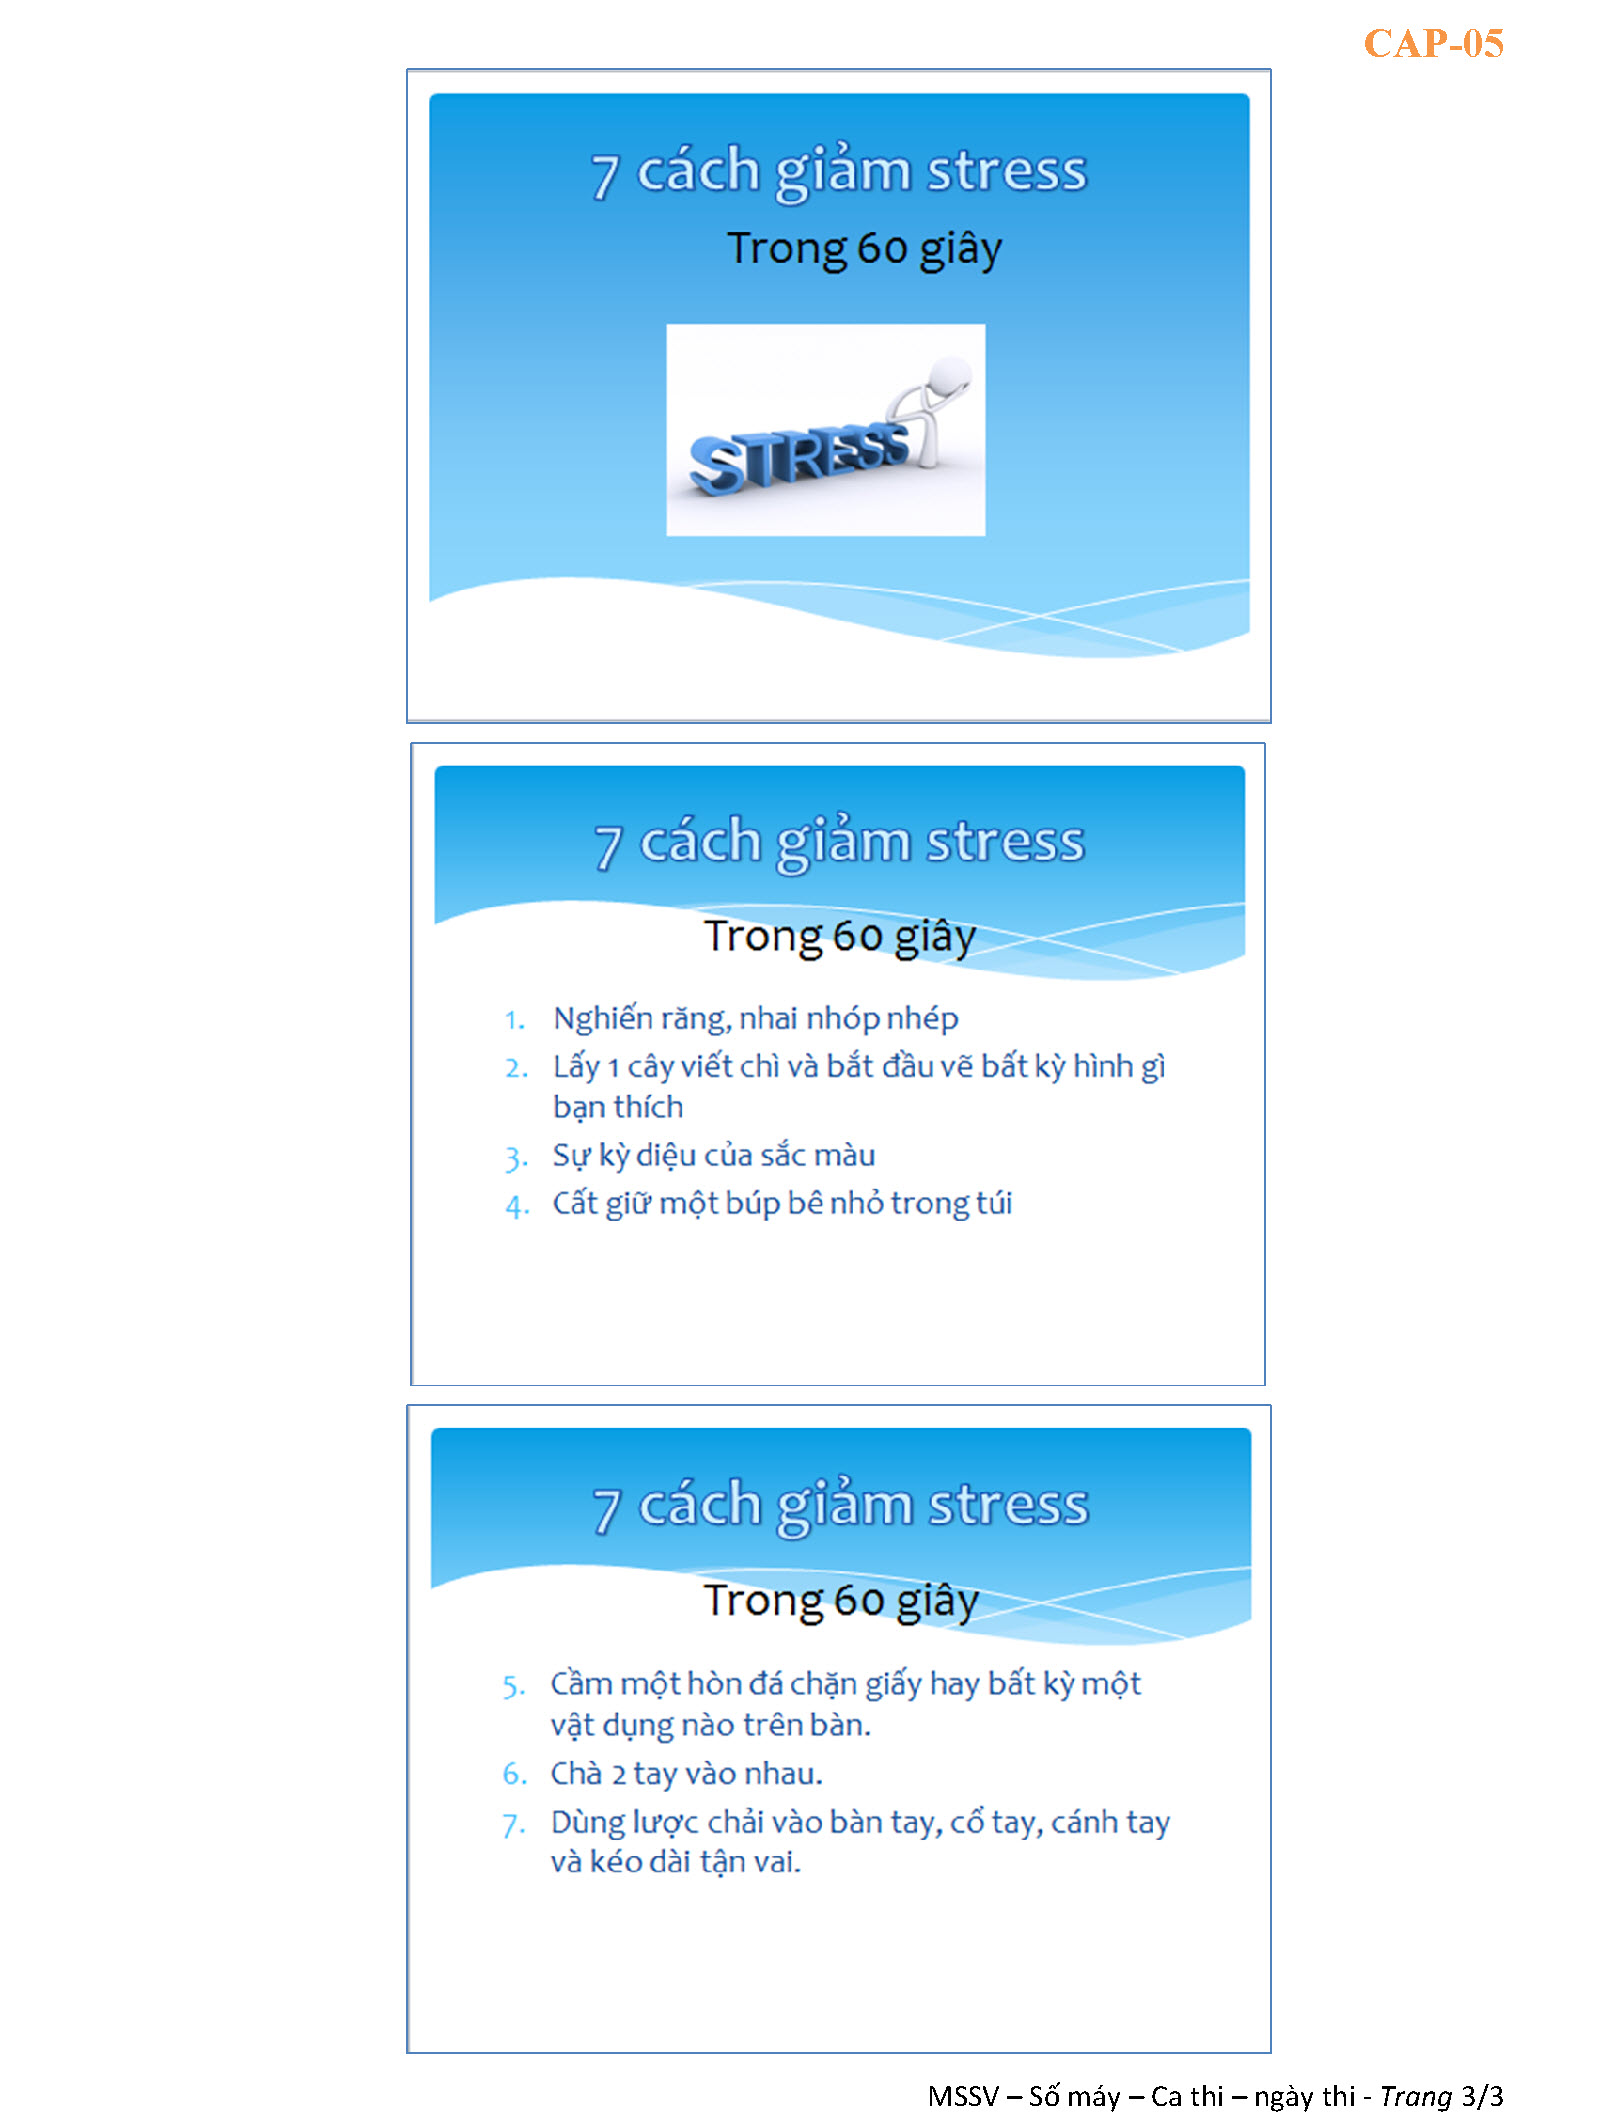 CAP-05
7 cách giảm stress
Trong 60 giây
STRESS
7 cách giảm stress
Trong 60 giây
1. Nghiến răng, nhai nhóp nhép
2. Lấy 1 cây viết chì và bắt đầu vẽ bất kỳ hình gì
bạn thích
3. Sự kỳ diệu của sắc màu
4. Cất giữ một búp bê nhỏ trong túi
7 cách giảm stress
Trong 60 giây
5. Cầm một hòn đá chặn giấy hay bất kỳ một
vật dụng nào trên bàn.
6. Chà 2 tay vào nhau.
7. Dùng lược chải vào bàn tay, cổ tay, cánh tay
và kéo dài tận vai.
MSSV – Số máy – Ca thi – ngày thi - Trang 3/3